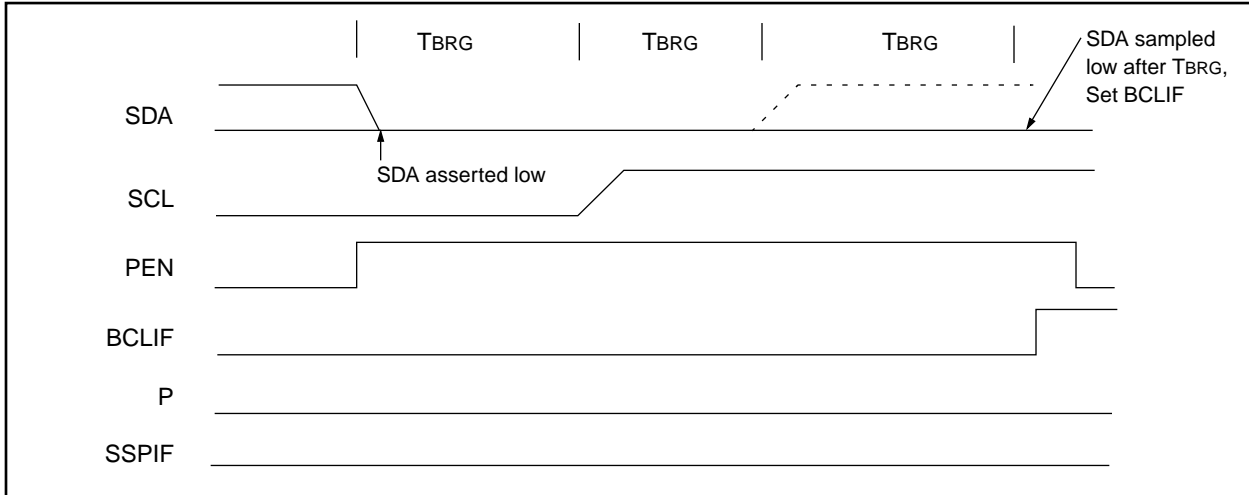 TBRG TBRG TBRG
SDA sampled
low after TBRG,
Set BCLIF
SDA
SDA asserted low
SCL
PEN
BCLIF
P
SSPIF